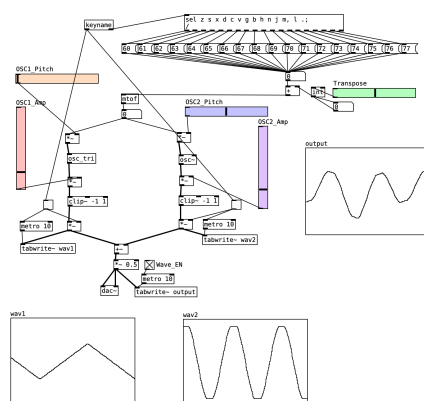 keyname
sel z s x d c v g b h n j m, l .;
/
60 61 62 63 64 65 66 67 68 69 70 71 72 73 74 75 76 77
OSC1_Pitch
0
Transpose
+
int
0
OSC1_Amp
mtof
0
OSC2_Pitch
OSC2_Amp
*~
*~
output
osc_tri
osc~
*~
*~
clip~ -1 1
clip~ -1 1
metro 10
*~
*~
metro 10
tabwrite~ wav1
tabwrite~ wav2
+~
*~ 0.5
Wave_EN
metro 10
dac~
tabwrite~ output
wav1
wav2